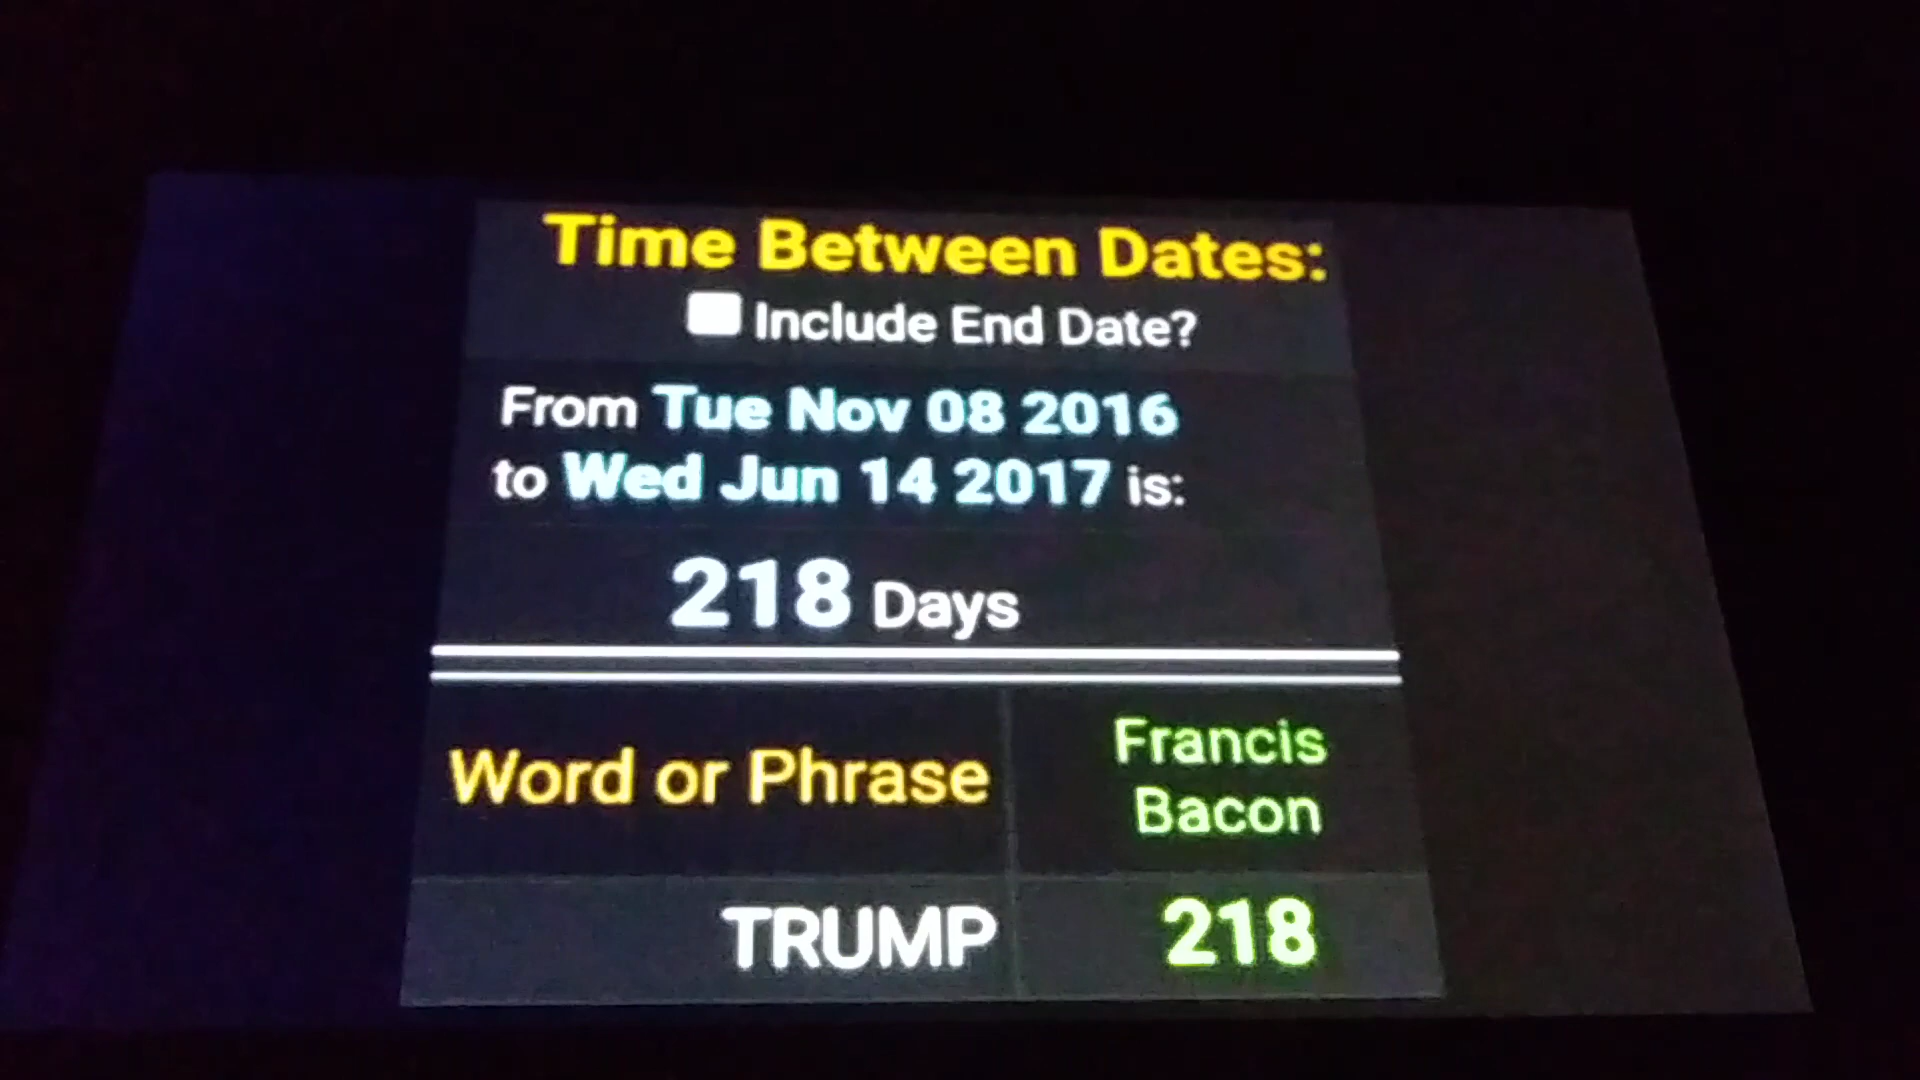 Time Between Dates:
Include End Date?
From Tue Nov 08 2016
to Wed Jun 14 2017 is:
218 Days
Word or Phrase
Francis
Bacon
TRUMP
218